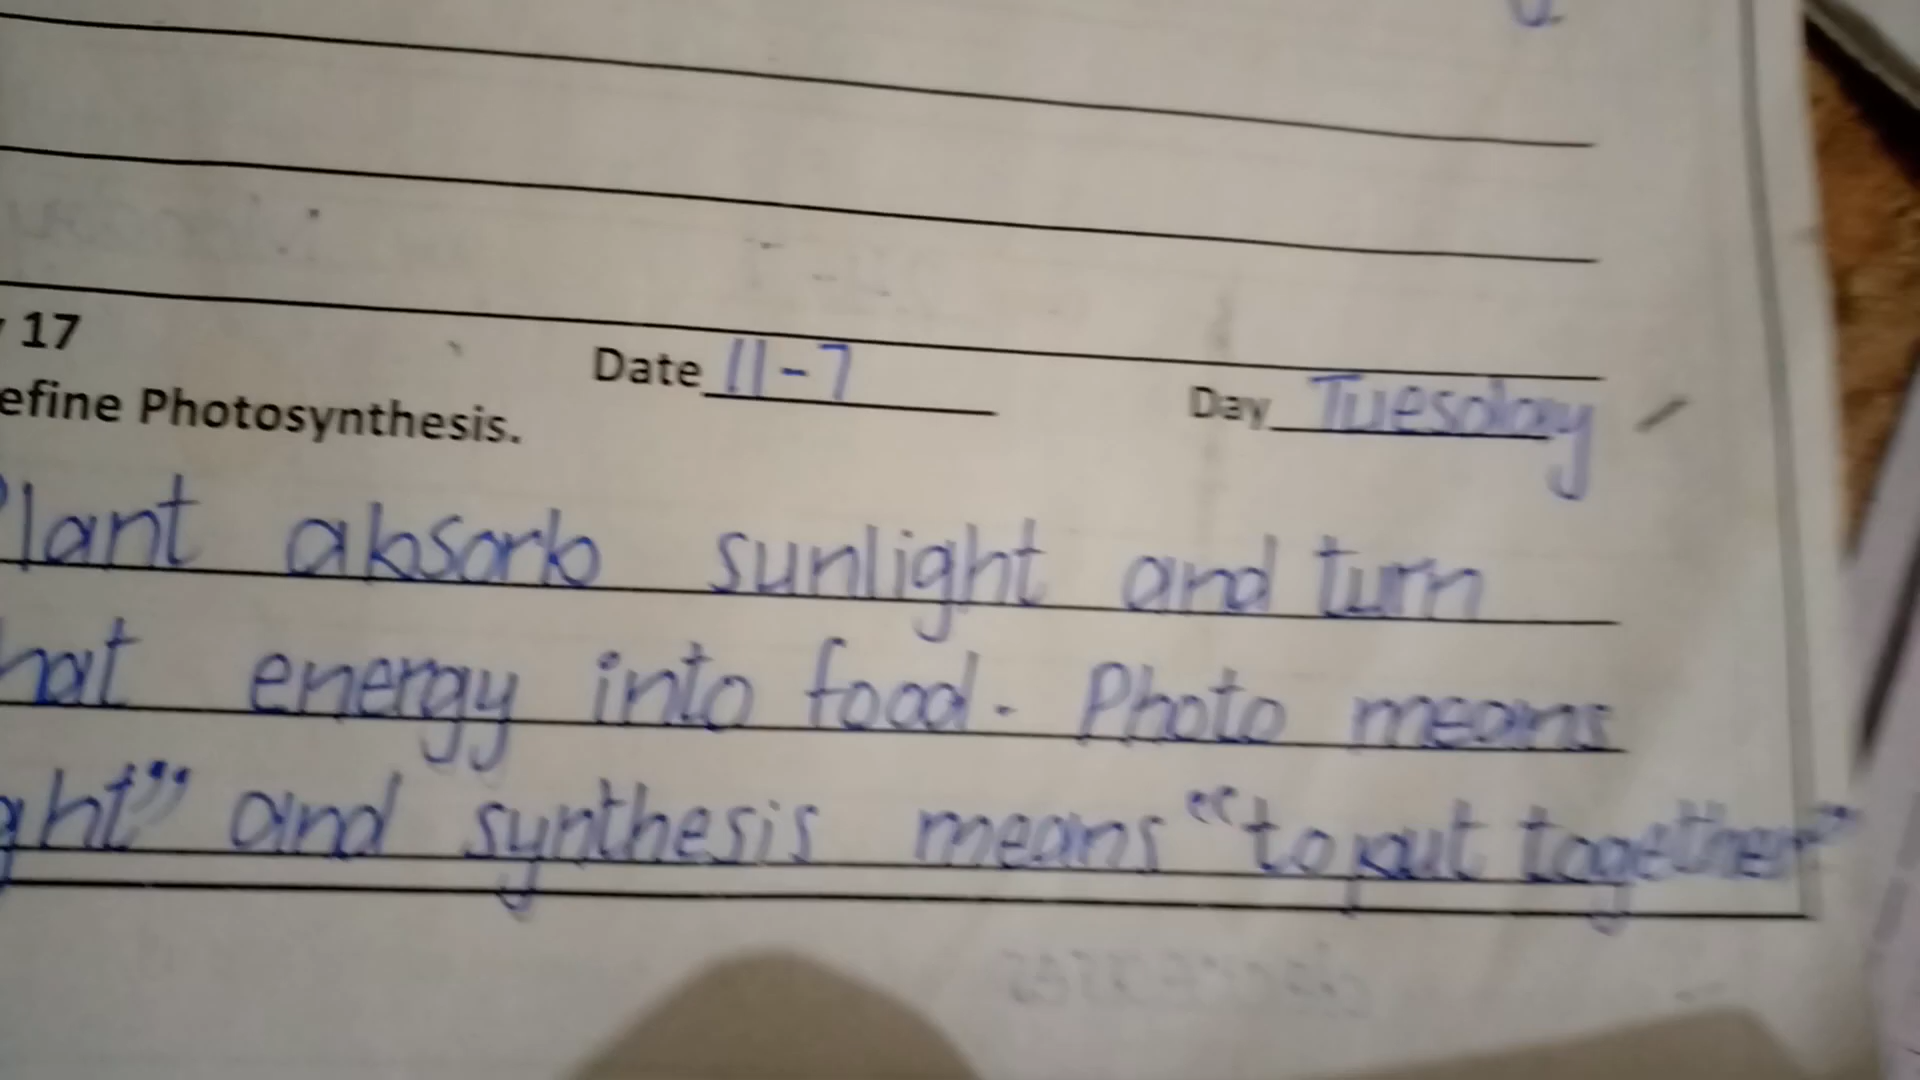 17 Date 11-7 Day Tuesday
efine Photosynthesis.
Plant absorb sunlight and turn
hat energy into food. Photo means
ght" and synthesis means "to put together"